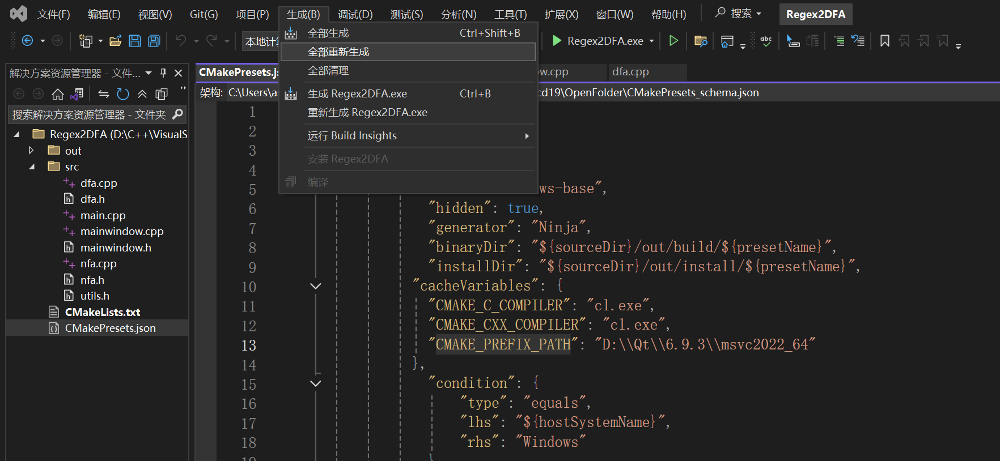 文件(F) 编辑(E) 视图(V) Git(G) 项目(P) 生成(B) 调试(D) 测试(S) 分析(N) 工具(T) 扩展(X) 窗口(W) 帮助(H) 搜索 Regex2DFA
本地计 Regex2DFA.exe
全部生成 Ctrl+Shift+B
全部重新生成
全部清理
生成 Regex2DFA.exe Ctrl+B
重新生成 Regex2DFA.exe
运行 Build Insights
安装 Regex2DFA
编译
解决方案资源管理器 - 文件...
搜索解决方案资源管理器 - 文件夹
Regex2DFA (D:\C++\VisualS
out
src
dfa.cpp
dfa.h
main.cpp
mainwindow.cpp
mainwindow.h
nfa.cpp
nfa.h
utils.h
CMakeLists.txt
CMakePresets.json
CMakePresets.js ow.cpp dfa.cpp
架构: C:\Users\a cd19\OpenFolder\CMakePresets_schema.json
1
2
3
4
5 ws-base",
6 "hidden": true,
7 "generator": "Ninja",
8 "binaryDir": "${sourceDir}/out/build/${presetName}",
9 "installDir": "${sourceDir}/out/install/${presetName}",
10 "cacheVariables": {
11 "CMAKE_C_COMPILER": "cl.exe",
12 "CMAKE_CXX_COMPILER": "cl.exe",
13 "CMAKE_PREFIX_PATH": "D:\\Qt\\6.9.3\\msvc2022_64"
14 },
15 "condition": {
16 "type": "equals",
17 "lhs": "${hostSystemName}",
18 "rhs": "Windows"
19 }